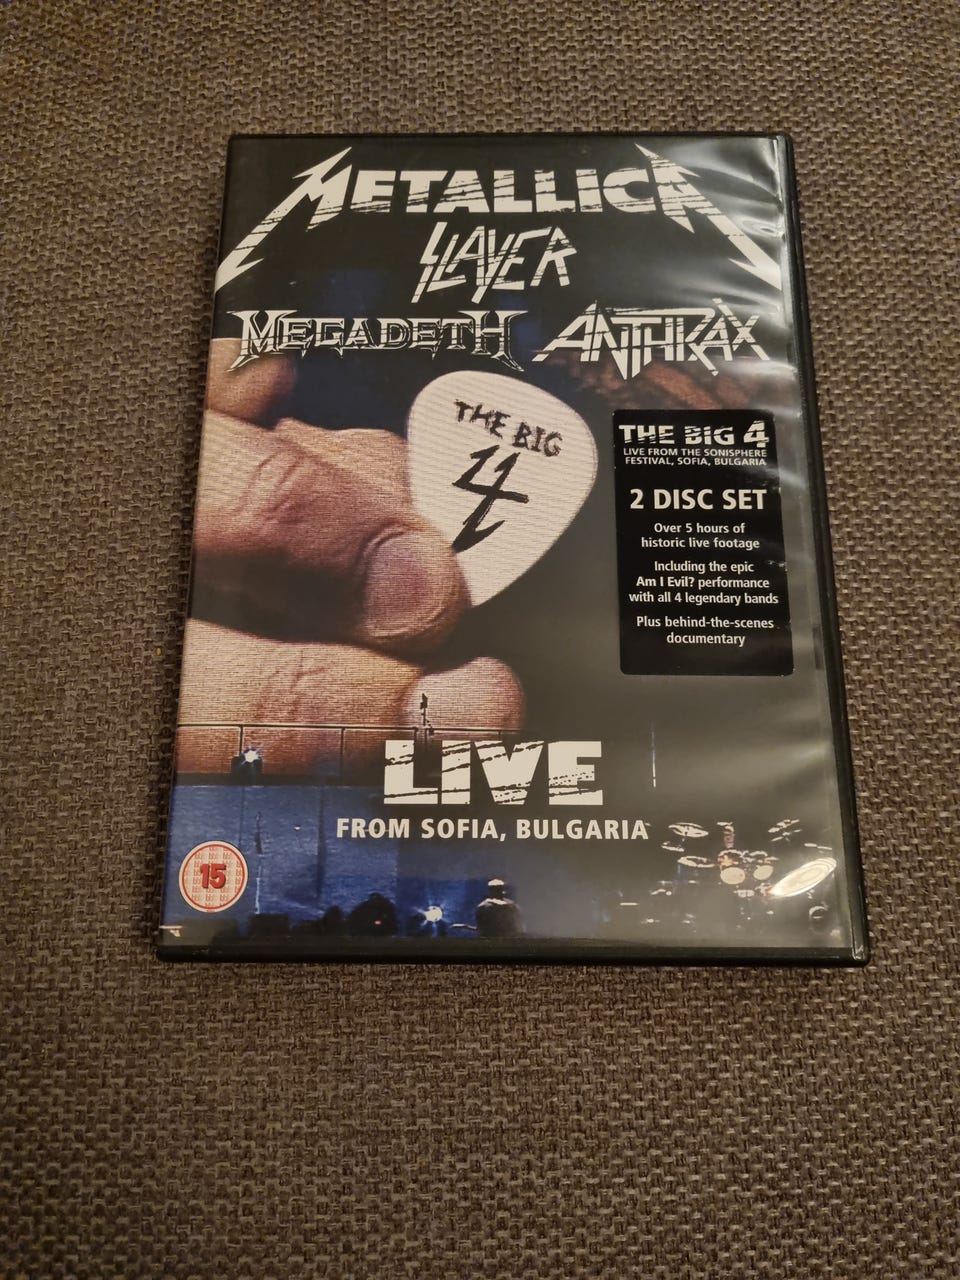 METALLICA
SLAYER
MEGADETH ANTHRAX
THE BIG
4
THE BIG 4
LIVE FROM THE SONISPHERE
FESTIVAL, SOFIA, BULGARIA
2 DISC SET
Over 5 hours of
historic live footage
Including the epic
Am I Evil? performance
with all 4 legendary bands
Plus behind-the-scenes
documentary
LIVE
FROM SOFIA, BULGARIA
15